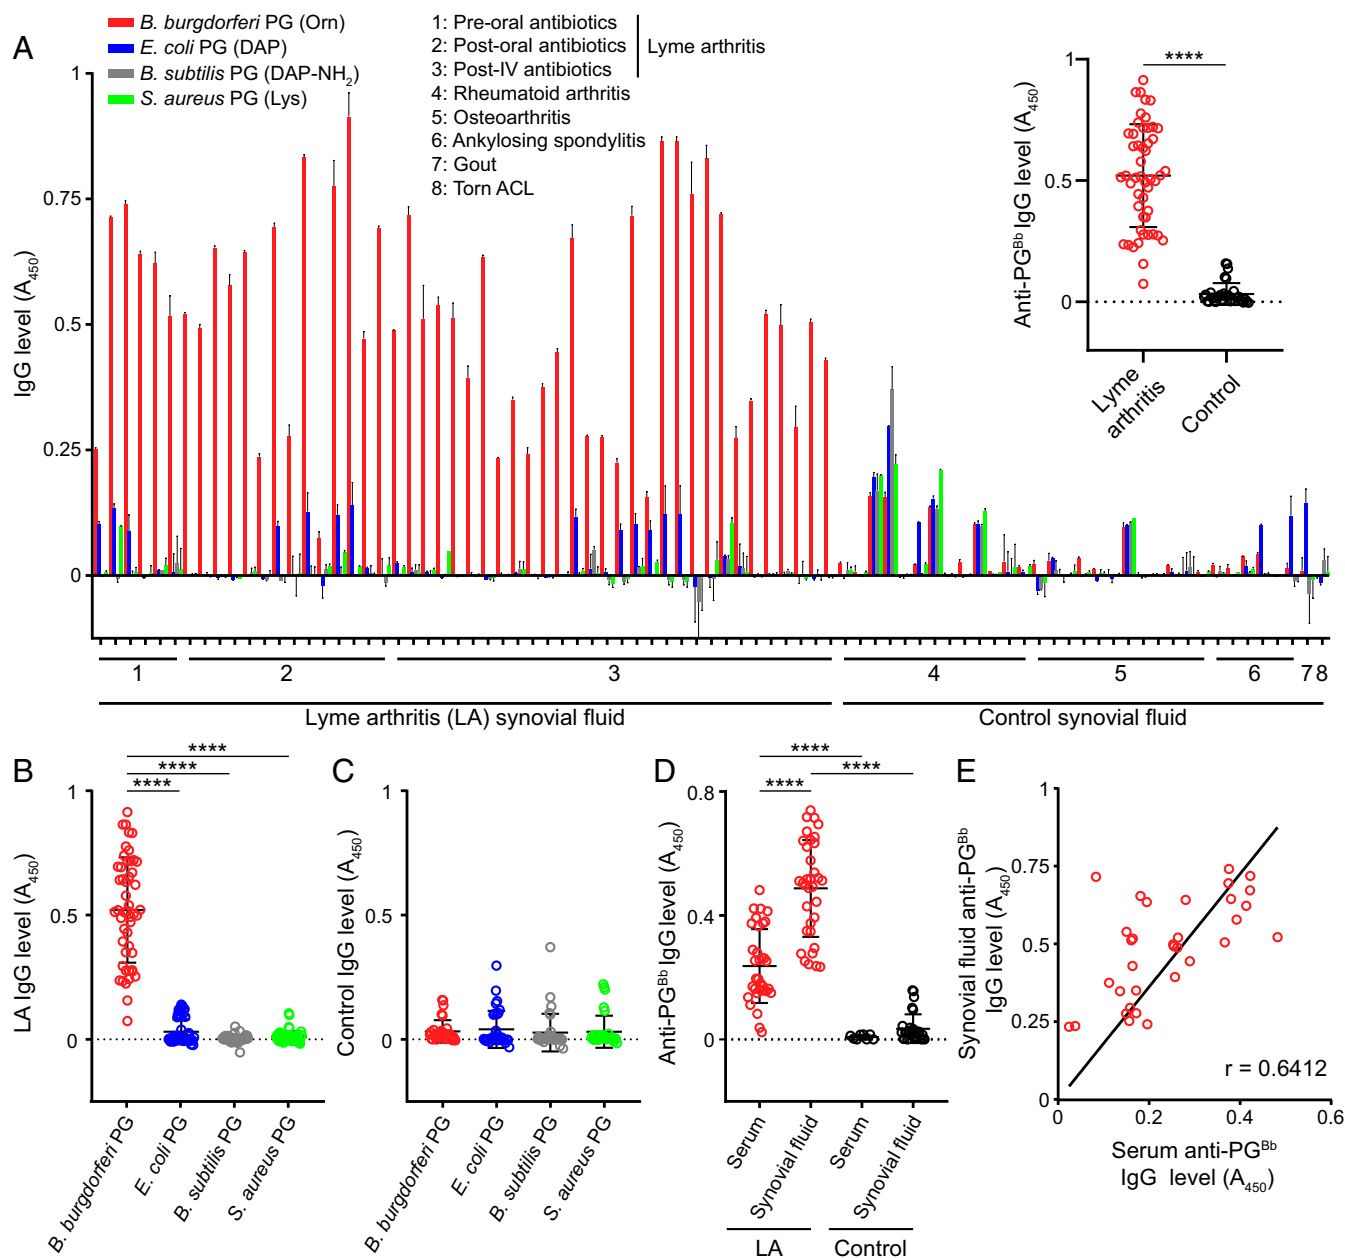 A
B. burgdorferi PG (Orn)
E. coli PG (DAP)
B. subtilis PG (DAP-NH2)
S. aureus PG (Lys)
1: Pre-oral antibiotics
2: Post-oral antibiotics
3: Post-IV antibiotics
Lyme arthritis
4: Rheumatoid arthritis
5: Osteoarthritis
6: Ankylosing spondylitis
7: Gout
8: Torn ACL
IgG level (A450)
1
0.75
0.5
0.25
0
1 2 3 4 5 6 7 8
Lyme arthritis (LA) synovial fluid
Control synovial fluid
Anti-PGBb IgG level (A450)
1
0.5
0
****
Lyme
arthritis
Control
B
LA IgG level (A450)
1
0.5
0
****
****
****
B. burgdorferi PG
E. coli PG
B. subtilis PG
S. aureus PG
C
Control IgG level (A450)
1
0.5
0
B. burgdorferi PG
E. coli PG
B. subtilis PG
S. aureus PG
D
Anti-PGBb IgG level (A450)
0.8
0.4
0
****
****
****
Serum
Synovial fluid
Serum
Synovial fluid
LA
Control
E
Synovial fluid anti-PGBb
IgG level (A450)
1
0.75
0.5
0.25
0
r = 0.6412
0 0.2 0.4 0.6
Serum anti-PGBb
IgG level (A450)